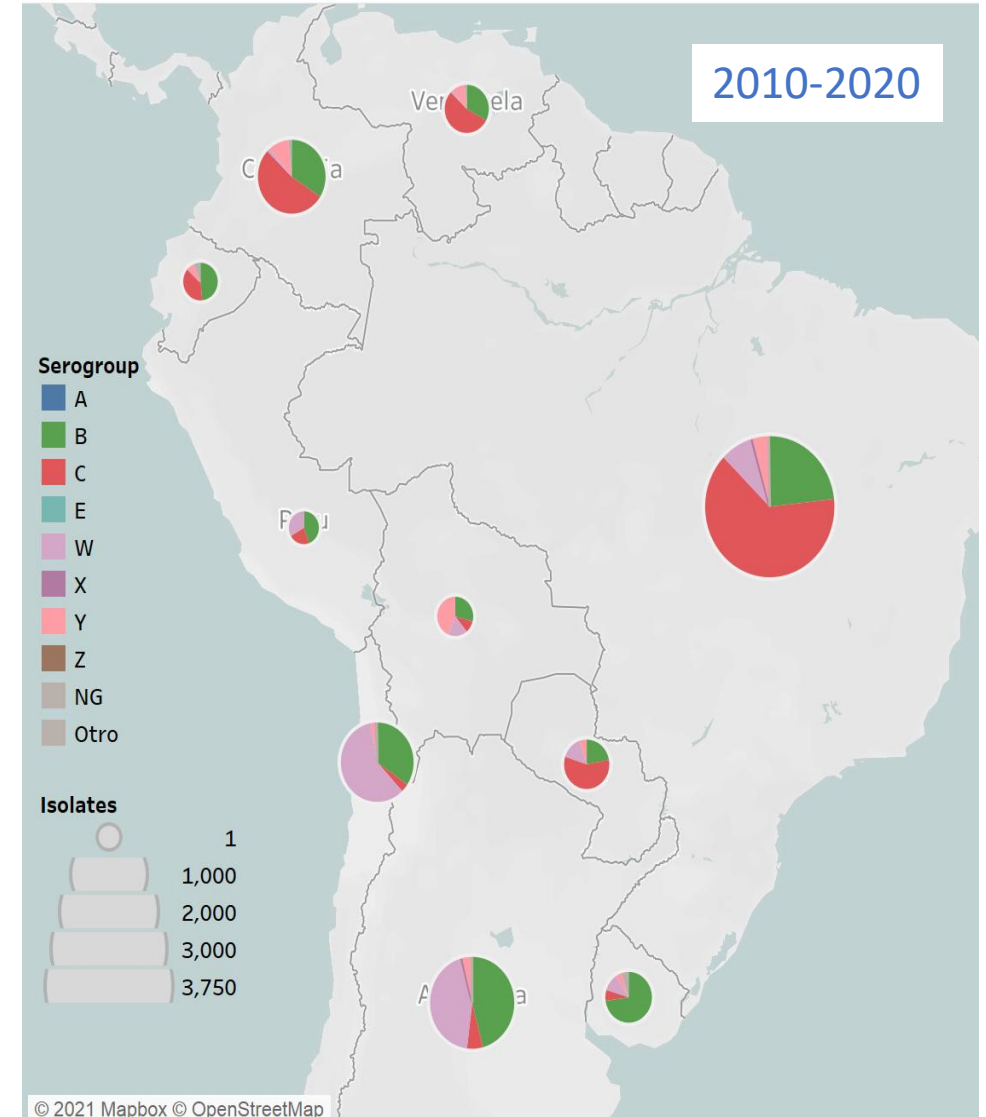 2010-2020
Serogroup
A
B
C
E
W
X
Y
Z
NG
Otro
Isolates
1
1,000
2,000
3,000
3,750
© 2021 Mapbox © OpenStreetMap